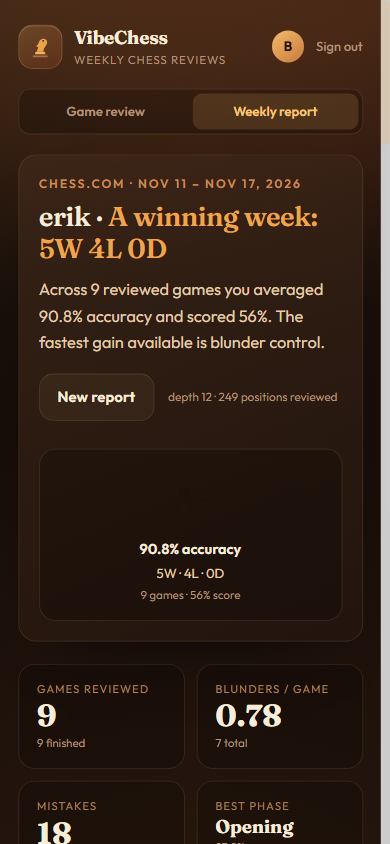 VibeChess
WEEKLY CHESS REVIEWS
B
Sign out
Game review
Weekly report
CHESS.COM · NOV 11 – NOV 17, 2026
erik · A winning week:
5W 4L 0D
Across 9 reviewed games you averaged
90.8% accuracy and scored 56%. The
fastest gain available is blunder control.
New report
depth 12 · 249 positions reviewed
90.8% accuracy
5W · 4L · 0D
9 games · 56% score
GAMES REVIEWED
9
9 finished
BLUNDERS / GAME
0.78
7 total
MISTAKES
18
BEST PHASE
Opening